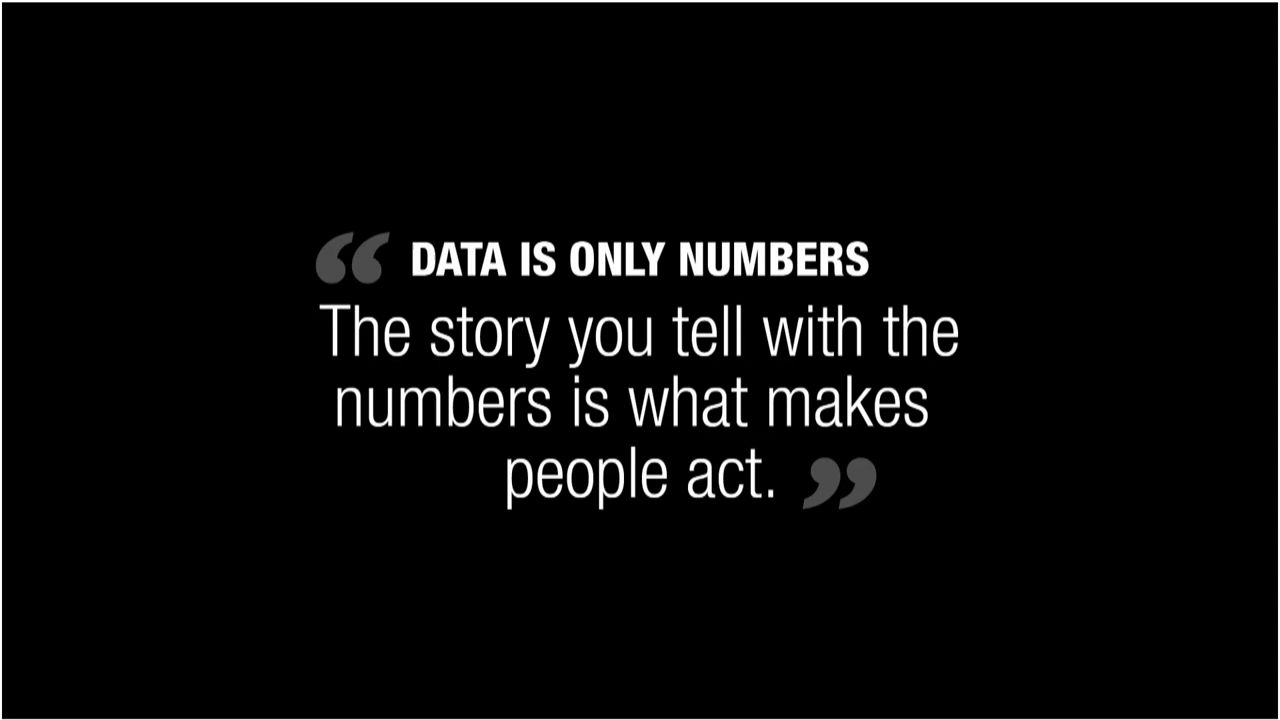 “ DATA IS ONLY NUMBERS
The story you tell with the
numbers is what makes
people act. ”